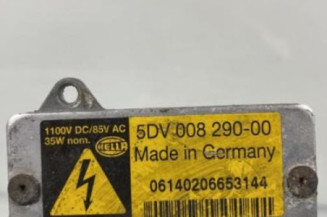 1100V DC/85V AC
35W nom.
HELLA
5DV 008 290-00
Made in Germany
06140206653144